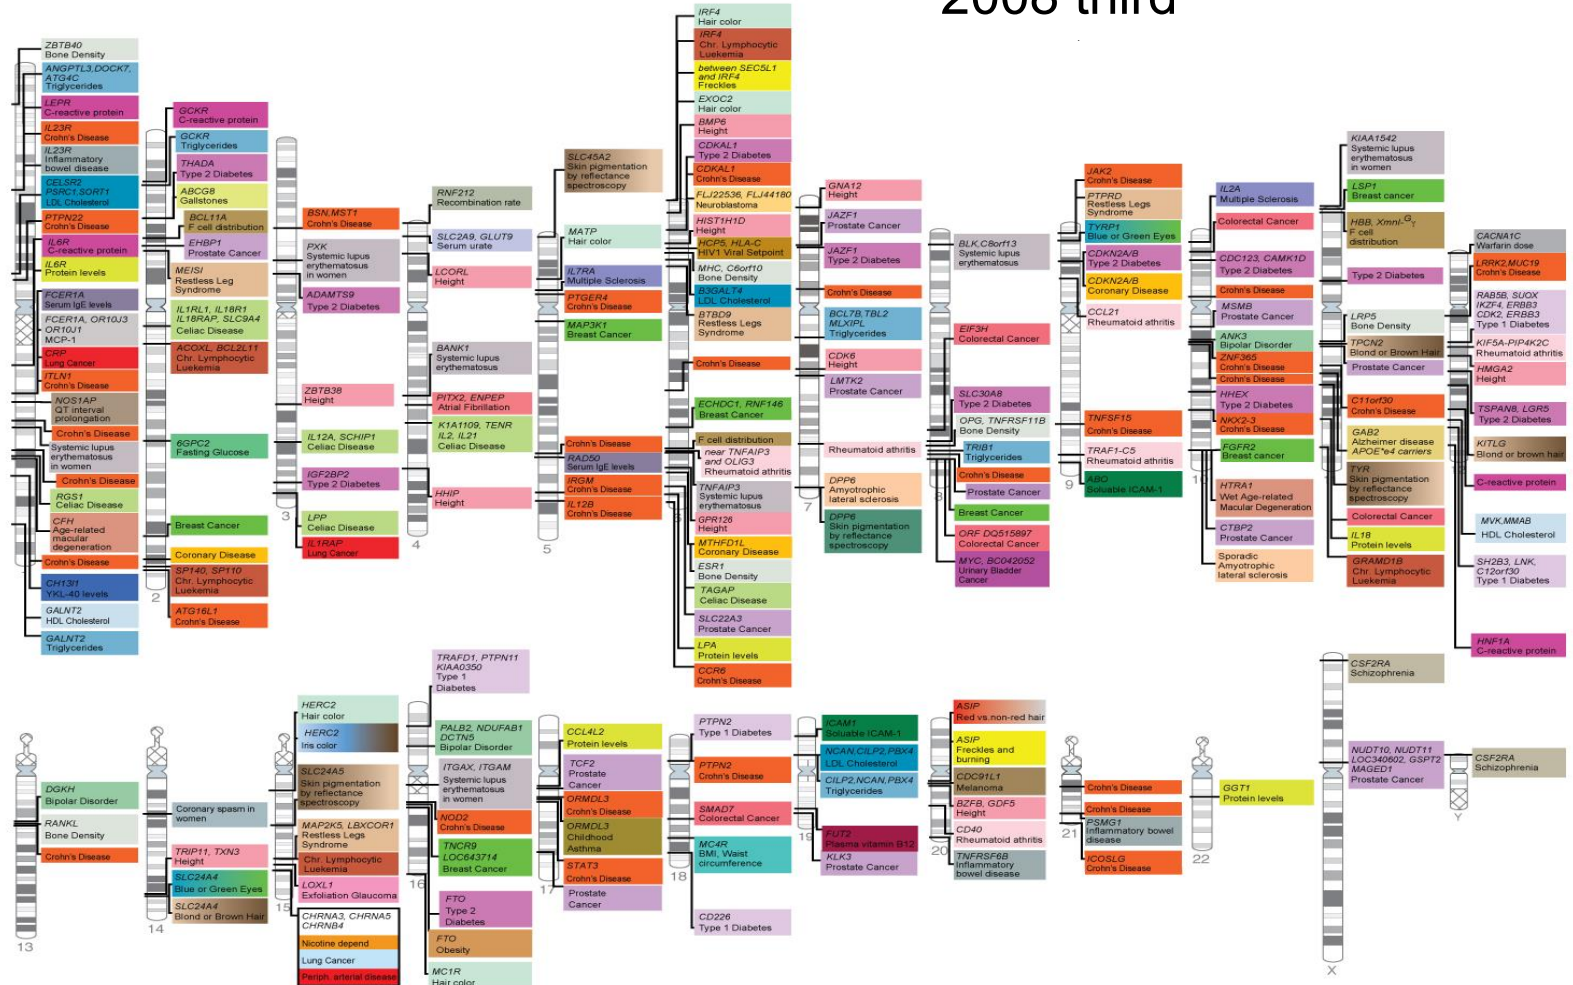 2008 third
ZBTB40
Bone Density
ANGPTL3,DOCK7,
ATG4C
Triglycerides
LEPR
C-reactive protein
IL23R
Crohn's Disease
IL23R
Inflammatory
bowel disease
CELSR2
PSRC1,SORT1
LDL Cholesterol
PTPN22
Crohn's Disease
IL6R
C-reactive protein
IL6R
Protein levels
FCER1A
Serum IgE levels
FCER1A, OR10J3
OR10J1
MCP-1
CRP
Lung Cancer
ITLN1
Crohn's Disease
NOS1AP
QT interval
prolongation
Crohn's Disease
Systemic lupus
erythematosus
in women
Crohn's Disease
RGS1
Celiac Disease
CFH
Age-related
macular
degeneration
Crohn's Disease
CH13I1
YKL-40 levels
GALNT2
HDL Cholesterol
GALNT2
Triglycerides
GCKR
C-reactive protein
GCKR
Triglycerides
THADA
Type 2 Diabetes
ABCG8
Gallstones
BCL11A
F cell distribution
EHBP1
Prostate Cancer
MEISI
Restless Leg
Syndrome
IL1RL1, IL18R1
IL18RAP, SLC9A4
Celiac Disease
ACOXL, BCL2L11
Chr. Lymphocytic
Leukemia
6GPC2
Fasting Glucose
Breast Cancer
Coronary Disease
SP140, SP110
Chr. Lymphocytic
Leukemia
ATG16L1
Crohn's Disease
2
BSN,MST1
Crohn's Disease
PXK
Systemic lupus
erythematosus
in women
ADAMTS9
Type 2 Diabetes
ZBTB38
Height
IL12A, SCHIP1
Celiac Disease
IGF2BP2
Type 2 Diabetes
LPP
Celiac Disease
IL1RAP
Lung Cancer
3
RNF212
Recombination rate
SLC2A9, GLUT9
Serum urate
LCORL
Height
BANK1
Systemic lupus
erythematosus
PITX2, ENPEP
Atrial Fibrillation
K1A1109, TENR
IL2, IL21
Celiac Disease
HHIP
Height
4
SLC45A2
Skin pigmentation
by reflectance
spectroscopy
MATP
Hair color
IL7RA
Multiple Sclerosis
PTGER4
Crohn's Disease
MAP3K1
Breast Cancer
Crohn's Disease
RAD50
Serum IgE levels
IRGM
Crohn's Disease
IL12B
Crohn's Disease
5
IRF4
Hair color
IRF4
Chr. Lymphocytic
Luekemia
between SEC5L1
and IRF4
Freckles
EXOC2
Hair color
BMP6
Height
CDKAL1
Type 2 Diabetes
CDKAL1
Crohn's Disease
FLJ22536, FLJ44180
Neuroblastoma
HIST1H1D
Height
HCP5, HLA-C
HIV1 Viral Setpoint
MHC, C6orf10
Bone Density
B3GALT4
LDL Cholesterol
BTBD9
Restless Legs
Syndrome
Crohn's Disease
ECHDC1, RNF146
Breast Cancer
F cell distribution
near TNFAIP3
and OLIG3
Rheumatoid arthritis
TNFAIP3
Systemic lupus
erythematosus
GPR126
Height
MTHFD1L
Coronary Disease
ESR1
Bone Density
TAGAP
Celiac Disease
SLC22A3
Prostate Cancer
LPA
Protein levels
CCR6
Crohn's Disease
6
GNA12
Height
JAZF1
Prostate Cancer
JAZF1
Type 2 Diabetes
Crohn's Disease
BCL7B,TBL2
MLXIPL
Triglycerides
CDK6
Height
LMTK2
Prostate Cancer
Rheumatoid arthritis
DPP6
Amyotrophic
lateral sclerosis
DPP6
Skin pigmentation
by reflectance
spectroscopy
7
BLK,C8orf13
Systemic lupus
erythematosus
EIF3H
Colorectal Cancer
SLC30A8
Type 2 Diabetes
OPG, TNFRSF11B
Bone Density
TRIB1
Triglycerides
Crohn's Disease
Prostate Cancer
Breast Cancer
ORF DQ515897
Colorectal Cancer
MYC, BC042052
Urinary Bladder
Cancer
8
JAK2
Crohn's Disease
PTPRD
Restless Legs
Syndrome
TYRP1
Blue or Green Eyes
CDKN2A/B
Type 2 Diabetes
CDKN2A/B
Coronary Disease
CCL21
Rheumatoid athritis
TNFSF15
Crohn's Disease
TRAF1-C5
Rheumatoid athritis
ABO
Soluable ICAM-1
9
IL2A
Multiple Sclerosis
Colorectal Cancer
CDC123, CAMK1D
Type 2 Diabetes
Crohn's Disease
MSMB
Prostate Cancer
ANK3
Bipolar Disorder
ZNF365
Crohn's Disease
Crohn's Disease
HHEX
Type 2 Diabetes
NKX2-3
Crohn's Disease
FGFR2
Breast cancer
HTRA1
Wet Age-related
Macular Degeneration
CTBP2
Prostate Cancer
Sporadic
Amyotrophic
lateral sclerosis
10
KIAA1542
Systemic lupus
erythematosus
in women
LSP1
Breast cancer
HBB, XmnI-Gγ
F cell
distribution
Type 2 Diabetes
LRP5
Bone Density
TPCN2
Blond or Brown Hair
Prostate Cancer
C11orf30
Crohn's Disease
GAB2
Alzheimer disease
APOE*e4 carriers
TYR
Skin pigmentation
by reflectance
spectroscopy
Colorectal Cancer
IL18
Protein levels
GRAMD1B
Chr. Lymphocytic
Leukemia
CACNA1C
Warfarin dose
LRRK2,MUC19
Crohn's Disease
RAB5B, SUOX
IKZF4, ERBB3
CDK2, ERBB3
Type 1 Diabetes
KIF5A-PIP4K2C
Rheumatoid athritis
HMGA2
Height
TSPAN8, LGR5
Type 2 Diabetes
KITLG
Blond or brown hair
C-reactive protein
MVK,MMAB
HDL Cholesterol
SH2B3, LNK,
C12orf30
Type 1 Diabetes
HNF1A
C-reactive protein
DGKH
Bipolar Disorder
RANKL
Bone Density
Crohn's Disease
13
Coronary spasm in
women
TRIP11, TXN3
Height
SLC24A4
Blue or Green Eyes
SLC24A4
Blond or Brown Hair
14
HERC2
Hair color
HERC2
Iris color
SLC24A5
Skin pigmentation
by reflectance
spectroscopy
MAP2K5, LBXCOR1
Restless Legs
Syndrome
Chr. Lymphocytic
Leukemia
LOXL1
Exfoliation Glaucoma
CHRNA3, CHRNA5
CHRNB4
Nicotine depend
Lung Cancer
Periph. arterial disease
15
TRAFD1, PTPN11
KIAA0350
Type 1
Diabetes
PALB2, NDUFAB1
DCTN5
Bipolar Disorder
ITGAX, ITGAM
Systemic lupus
erythematosus
in women
NOD2
Crohn's Disease
TNCR9
LOC643714
Breast Cancer
FTO
Type 2
Diabetes
FTO
Obesity
MC1R
Hair color
16
CCL4L2
Protein levels
TCF2
Prostate
Cancer
ORMDL3
Crohn's Disease
ORMDL3
Childhood
Asthma
STAT3
Crohn's Disease
Prostate
Cancer
17
PTPN2
Type 1 Diabetes
PTPN2
Crohn's Disease
SMAD7
Colorectal Cancer
MC4R
BMI, Waist
circumference
CD226
Type 1 Diabetes
18
ICAM1
Soluable ICAM-1
NCAN,CILP2,PBX4
LDL Cholesterol
CILP2,NCAN,PBX4
Triglycerides
FUT2
Plasma vitamin B12
KLK3
Prostate Cancer
19
ASIP
Red vs.non-red hair
ASIP
Freckles and
burning
CDC91L1
Melanoma
BZFB, GDF5
Height
CD40
Rheumatoid arthritis
TNFRSF6B
Inflamatory
bowel disease
20
Crohn's Disease
Crohn's Disease
PSMG1
Inflamatory bowel
disease
ICOSLG
Crohn's Disease
21
GGT1
Protein levels
22
CSF2RA
Schizophrenia
NUDT10, NUDT11
LOC340602, GSPT2
MAGED1
Prostate Cancer
X
CSF2RA
Schizophrenia
Y